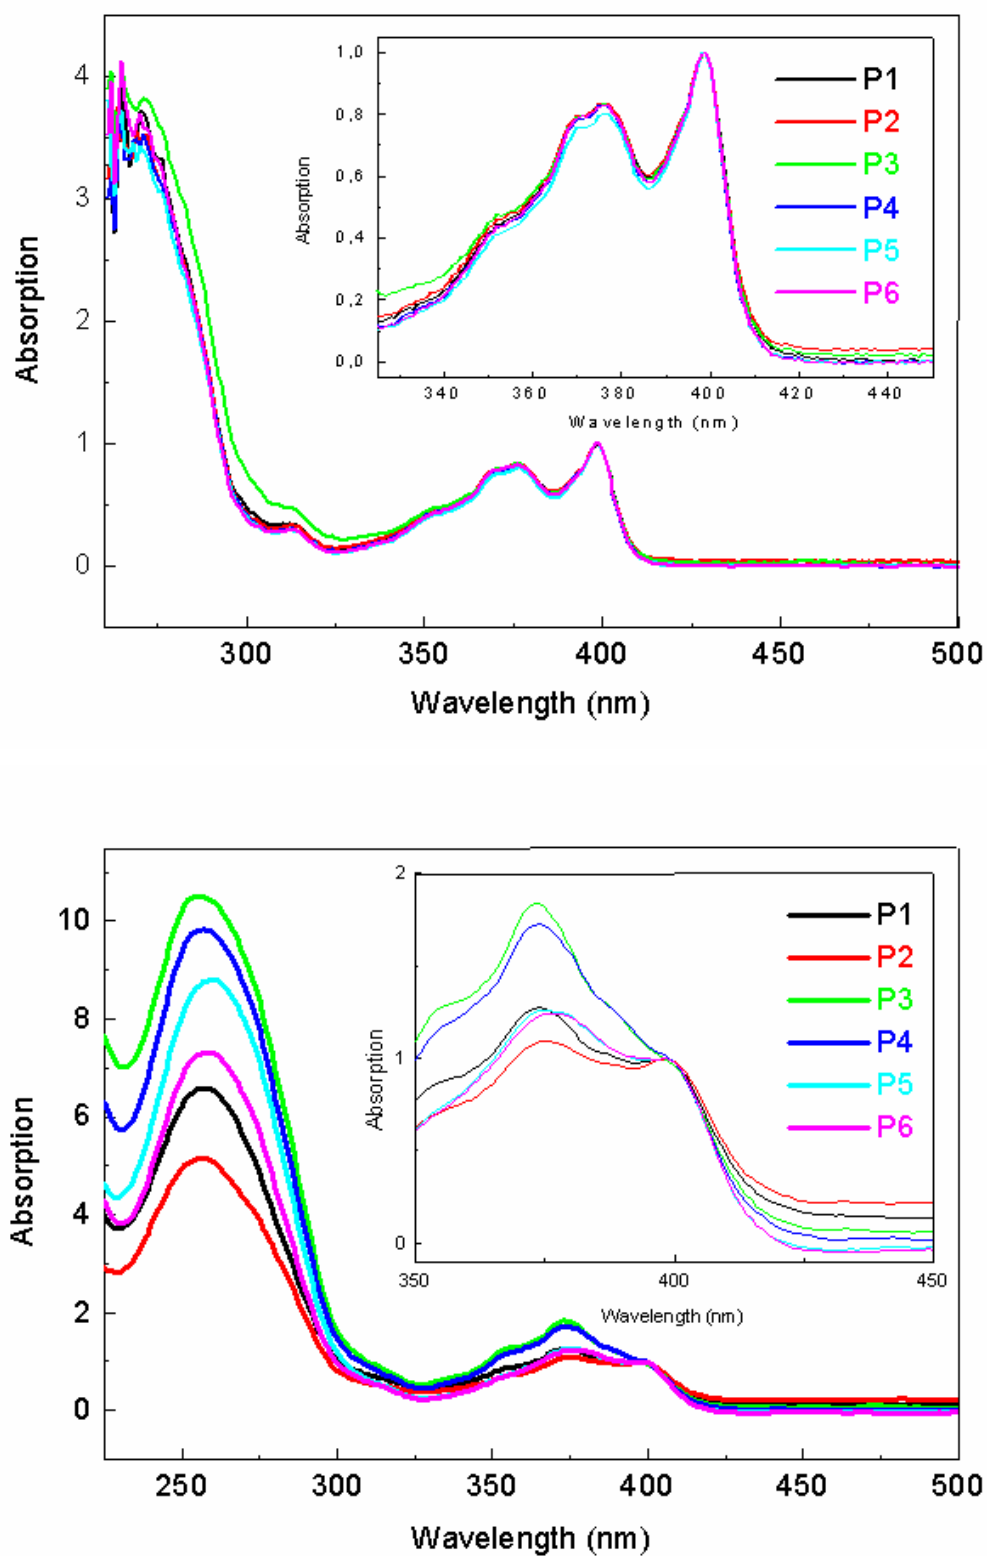 4
3
2
1
0
Absorption
300
350
400
450
500
Wavelength (nm)
1,0
0,8
0,6
0,4
0,2
0,0
Absorption
340
360
380
400
420
440
Wavelength (nm)
P1
P2
P3
P4
P5
P6
10
8
6
4
2
0
Absorption
250
300
350
400
450
500
Wavelength (nm)
2
1
0
Absorption
350
400
450
Wavelength (nm)
P1
P2
P3
P4
P5
P6